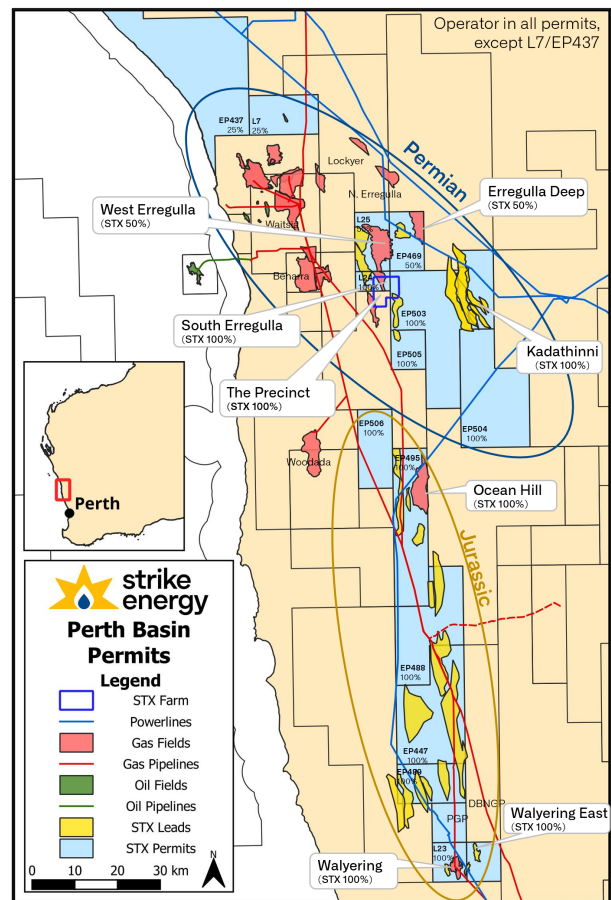 Operator in all permits,
except L7/EP437
EP437
25%
L7
25%
Lockyer
Permian
N. Erregulla
Erregulla Deep
(STX 50%)
West Erregulla
(STX 50%)
Waitsia
L25
EP469
50%
Beharra
100%
South Erregulla
(STX 100%)
EP503
100%
Kadathinni
(STX 100%)
EP505
100%
The Precinct
(STX 100%)
EP506
100%
EP504
100%
Woodada
EP495
100%
Ocean Hill
(STX 100%)
Perth
Jurassic
strike
energy
Perth Basin
Permits
Legend
STX Farm
Powerlines
Gas Fields
Gas Pipelines
Oil Fields
Oil Pipelines
STX Leads
STX Permits
0 10 20 30 km
N
EP488
100%
EP447
100%
EP489
100%
DBNGP
PGP
Walyering East
(STX 100%)
L23
100%
Walyering
(STX 100%)